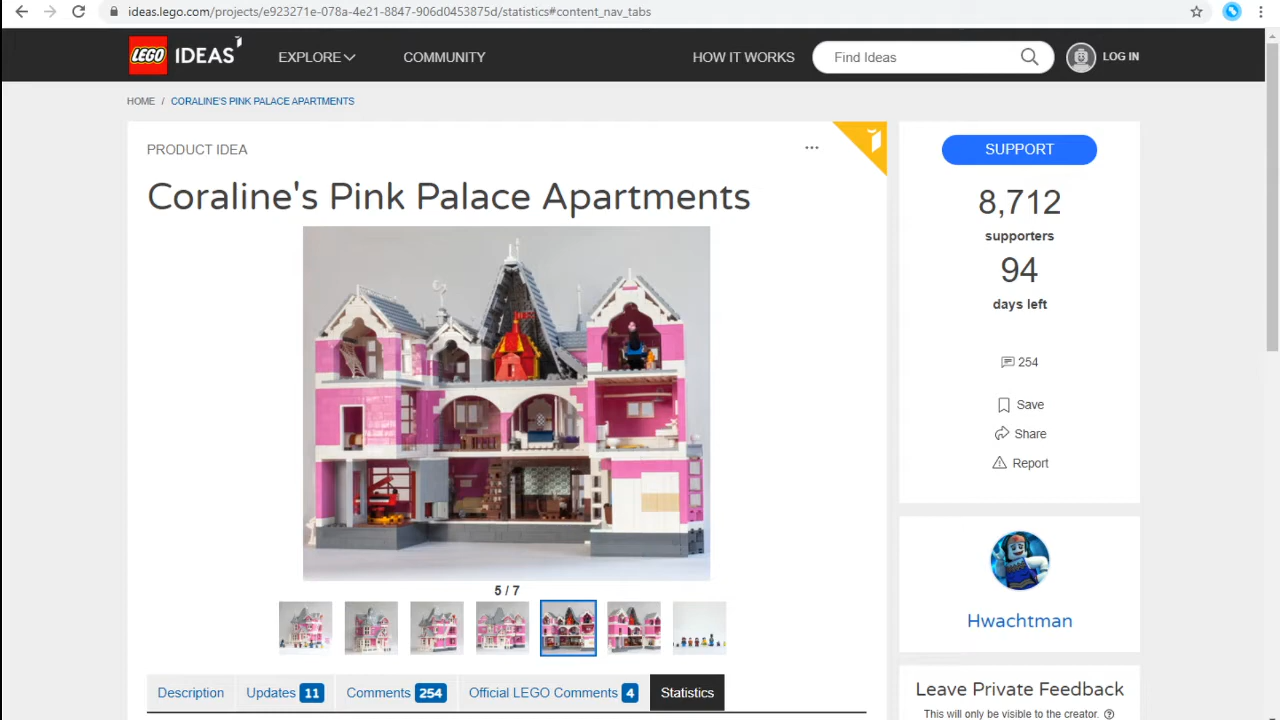 ideas.lego.com/projects/e923271e-078a-4e21-8847-906d0453875d/statistics#content_nav_tabs
LEGO IDEAS EXPLORE COMMUNITY HOW IT WORKS Find Ideas LOG IN
HOME / CORALINE'S PINK PALACE APARTMENTS
PRODUCT IDEA
Coraline's Pink Palace Apartments
5 / 7
Description Updates 11 Comments 254 Official LEGO Comments 4 Statistics
SUPPORT
8,712
supporters
94
days left
254
Save
Share
Report
Hwachtman
Leave Private Feedback
This will only be visible to the creator.